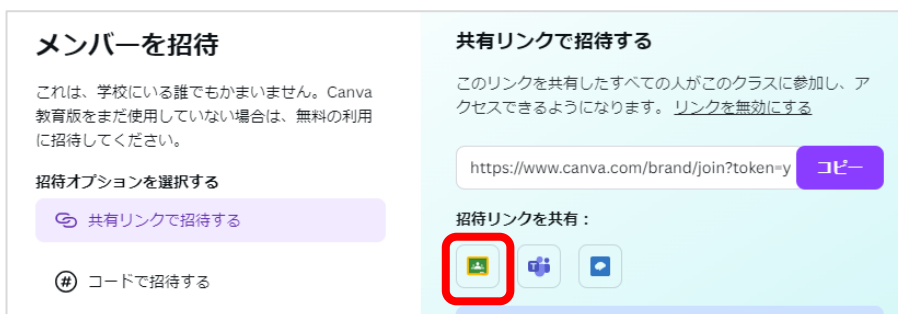 メンバーを招待
これは、学校にいる誰でもかまいません。Canva
教育版をまだ使用していない場合は、無料の利用
に招待してください。
招待オプションを選択する
共有リンクで招待する
# コードで招待する
共有リンクで招待する
このリンクを共有したすべての人がこのクラスに参加し、ア
クセスできるようになります。 リンクを無効にする
https://www.canva.com/brand/join?token=y コピー
招待リンクを共有：